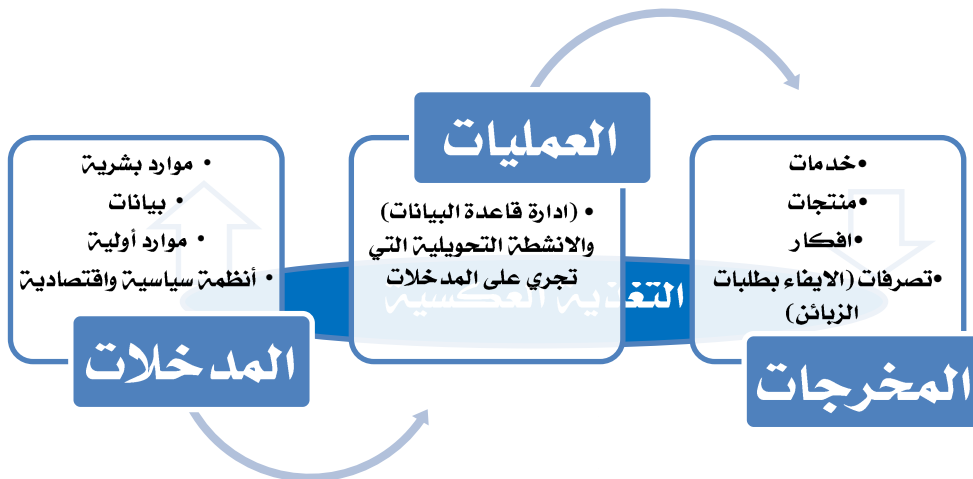 العمليات
• موارد بشرية
• بيانات
• موارد أولية
• أنظمة سياسية واقتصادية
المدخلات
• (ادارة قاعدة البيانات)
والانشطة التحويلية التي
تجري على المدخلات
التغذية العكسية
•خدمات
•منتجات
•افكار
•تصرفات (الايفاء بطلبات
الزبائن)
المخرجات